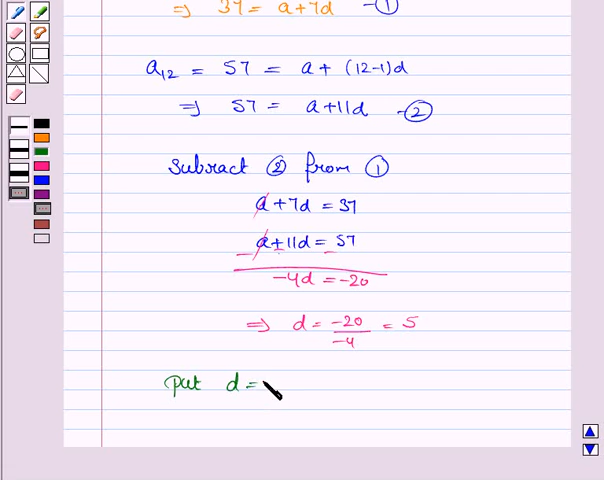 ⇒ 37 = a+7d —①
a₁₂ = 57 = a + (12-1)d
⇒ 57 = a+11d -②
Subtract ② from ①
a + 7d = 37
a + 11d = 57
− − −
-4d = -20
⇒ d = -20/-4 = 5
Put d =